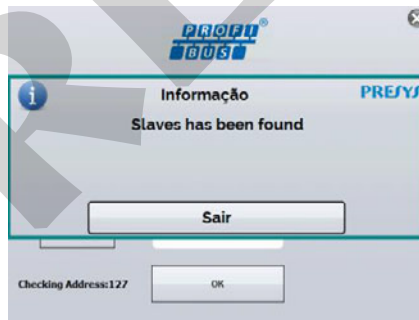 PROFI
BUS®
Informação
PRESYS
Slaves has been found
Sair
Checking Address:127
OK